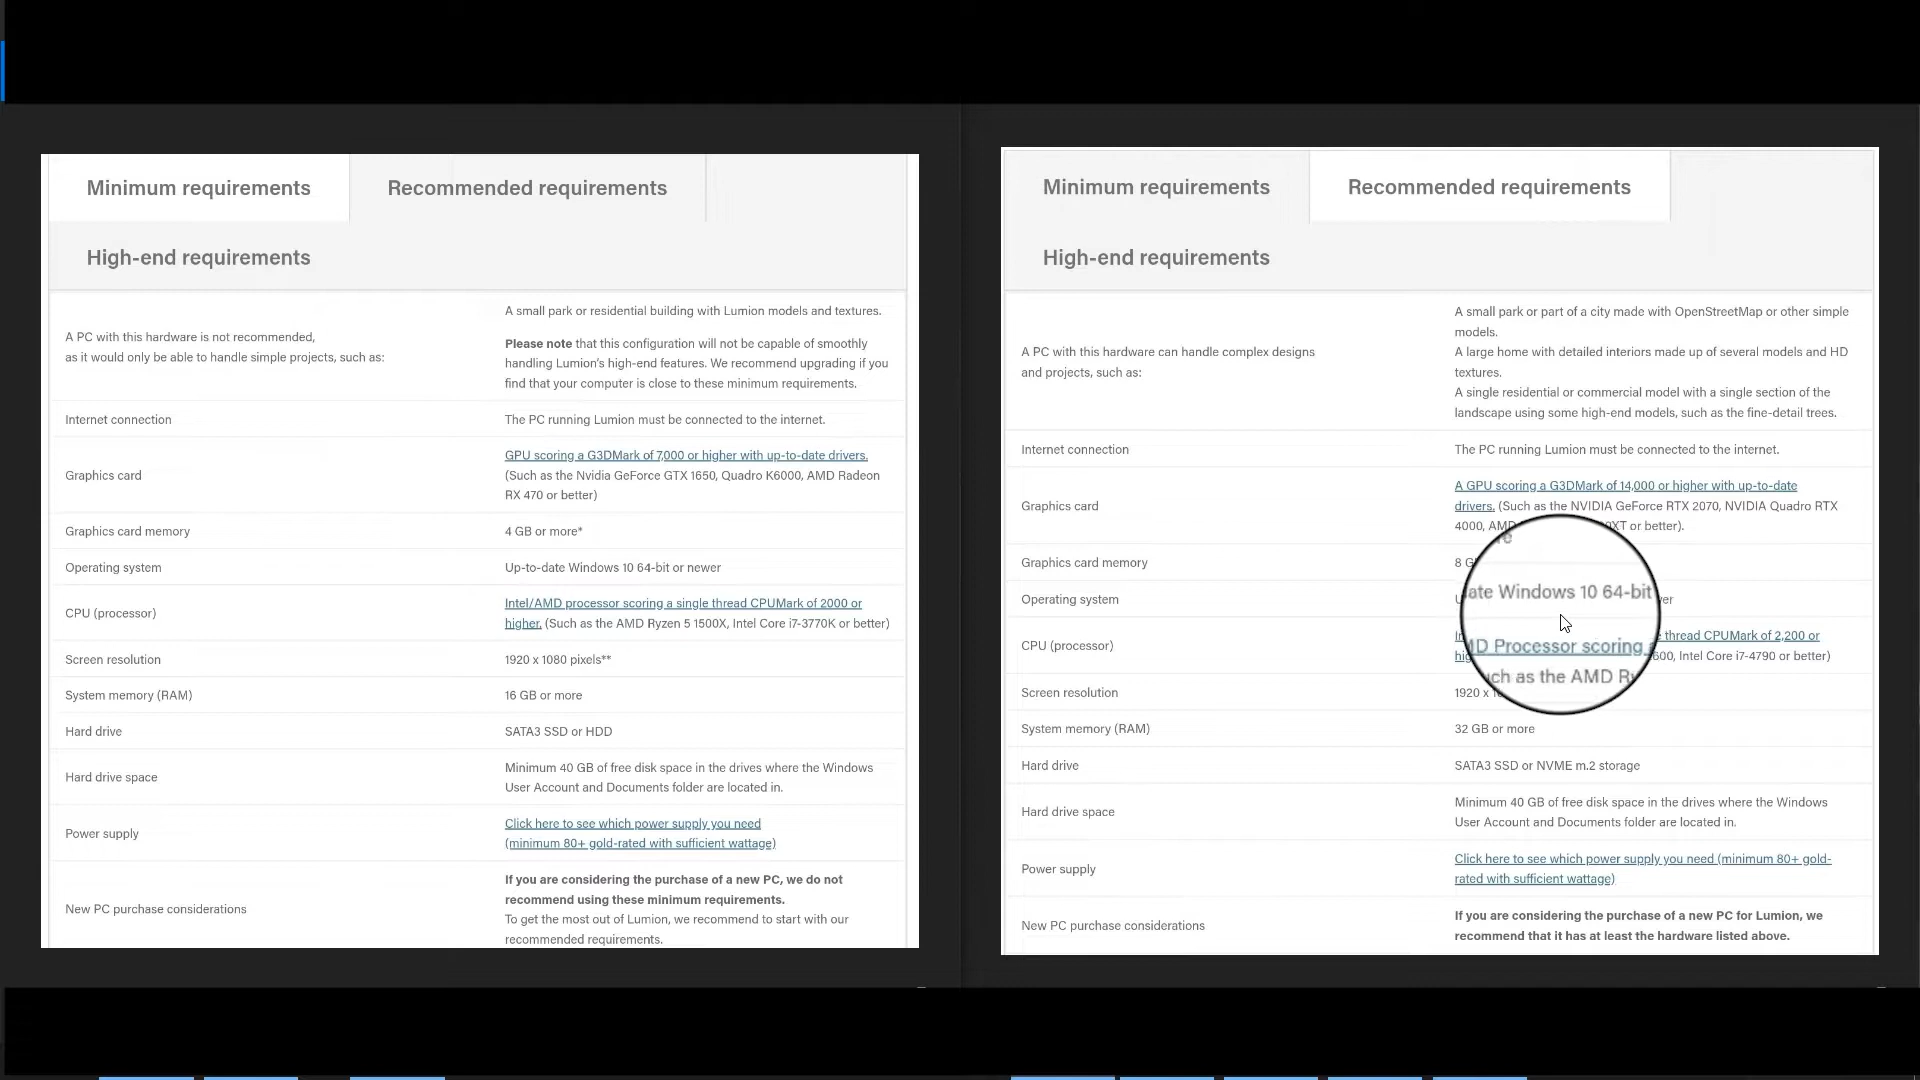 Minimum requirements
Recommended requirements
High-end requirements
A PC with this hardware is not recommended,
as it would only be able to handle simple projects, such as:
A small park or residential building with Lumion models and textures.
Please note that this configuration will not be capable of smoothly
handling Lumion's high-end features. We recommend upgrading if you
find that your computer is close to these minimum requirements.
Internet connection
The PC running Lumion must be connected to the internet.
Graphics card
GPU scoring a G3DMark of 7,000 or higher with up-to-date drivers.
(Such as the Nvidia GeForce GTX 1650, Quadro K6000, AMD Radeon
RX 470 or better)
Graphics card memory
4 GB or more*
Operating system
Up-to-date Windows 10 64-bit or newer
CPU (processor)
Intel/AMD processor scoring a single thread CPUMark of 2000 or
higher. (Such as the AMD Ryzen 5 1500X, Intel Core i7-3770K or better)
Screen resolution
1920 x 1080 pixels**
System memory (RAM)
16 GB or more
Hard drive
SATA3 SSD or HDD
Hard drive space
Minimum 40 GB of free disk space in the drives where the Windows
User Account and Documents folder are located in.
Power supply
Click here to see which power supply you need
(minimum 80+ gold-rated with sufficient wattage)
New PC purchase considerations
If you are considering the purchase of a new PC, we do not
recommend using these minimum requirements.
To get the most out of Lumion, we recommend to start with our
recommended requirements.
Minimum requirements
Recommended requirements
High-end requirements
A PC with this hardware can handle complex designs
and projects, such as:
A small park or part of a city made with OpenStreetMap or other simple
models.
A large home with detailed interiors made up of several models and HD
textures.
A single residential or commercial model with a single section of the
landscape using some high-end models, such as the fine-detail trees.
Internet connection
The PC running Lumion must be connected to the internet.
Graphics card
A GPU scoring a G3DMark of 14,000 or higher with up-to-date
drivers. (Such as the NVIDIA GeForce RTX 2070, NVIDIA Quadro RTX
4000, AMD XT or better).
Graphics card memory
8
Operating system
ate Windows 10 64-bit
CPU (processor)
thread CPUMark of 2,200 or
MD Processor scoring
600, Intel Core i7-4790 or better)
uch as the AMD
Screen resolution
1920 x
System memory (RAM)
32 GB or more
Hard drive
SATA3 SSD or NVME m.2 storage
Hard drive space
Minimum 40 GB of free disk space in the drives where the Windows
User Account and Documents folder are located in.
Power supply
Click here to see which power supply you need (minimum 80+ gold-
rated with sufficient wattage)
New PC purchase considerations
If you are considering the purchase of a new PC for Lumion, we
recommend that it has at least the hardware listed above.